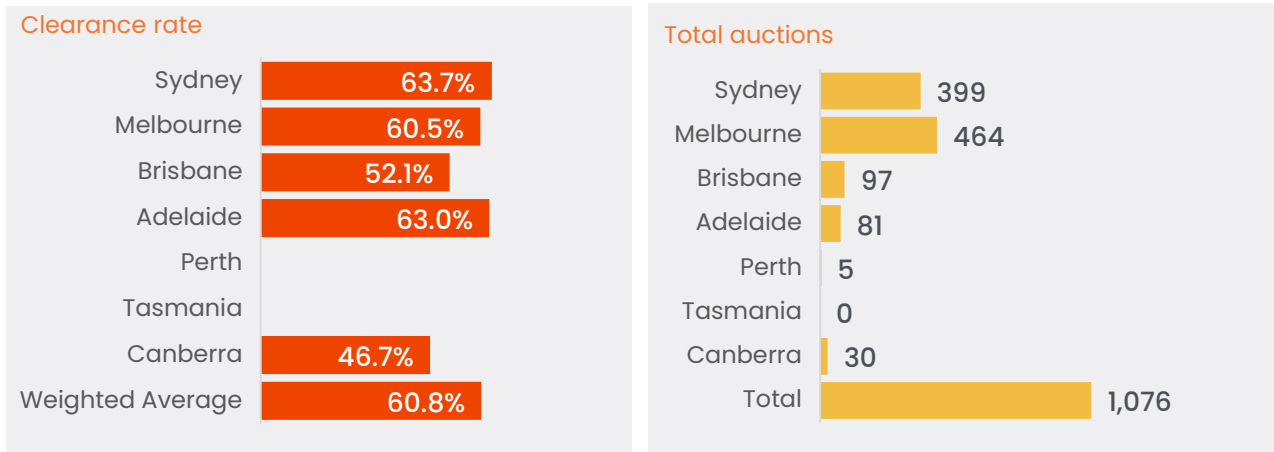 Clearance rate
Sydney 63.7%
Melbourne 60.5%
Brisbane 52.1%
Adelaide 63.0%
Perth
Tasmania
Canberra 46.7%
Weighted Average 60.8%
Total auctions
Sydney 399
Melbourne 464
Brisbane 97
Adelaide 81
Perth 5
Tasmania 0
Canberra 30
Total 1,076